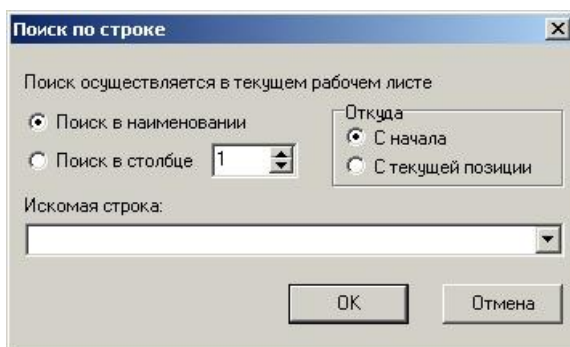 Поиск по строке
Поиск осуществляется в текущем рабочем листе
Поиск в наименовании
Поиск в столбце 1
Откуда
С начала
С текущей позиции
Искомая строка:
OK Отмена